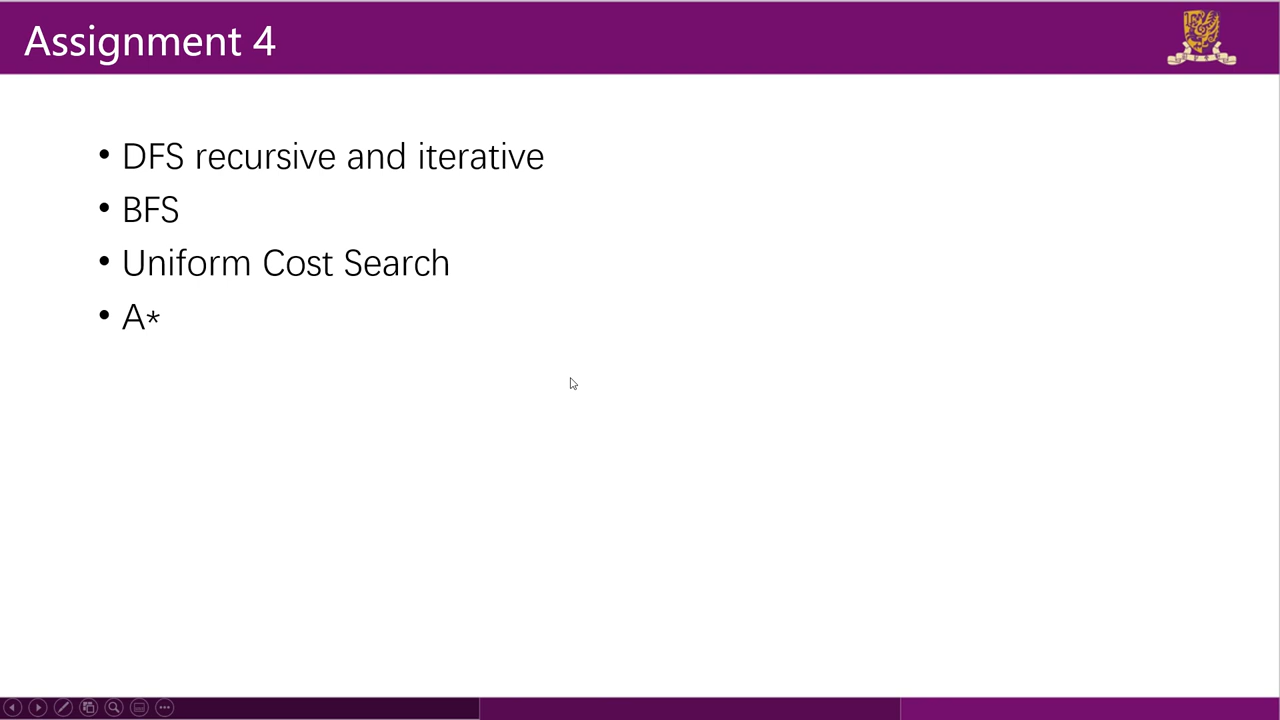 Assignment 4
• DFS recursive and iterative
• BFS
• Uniform Cost Search
• A*